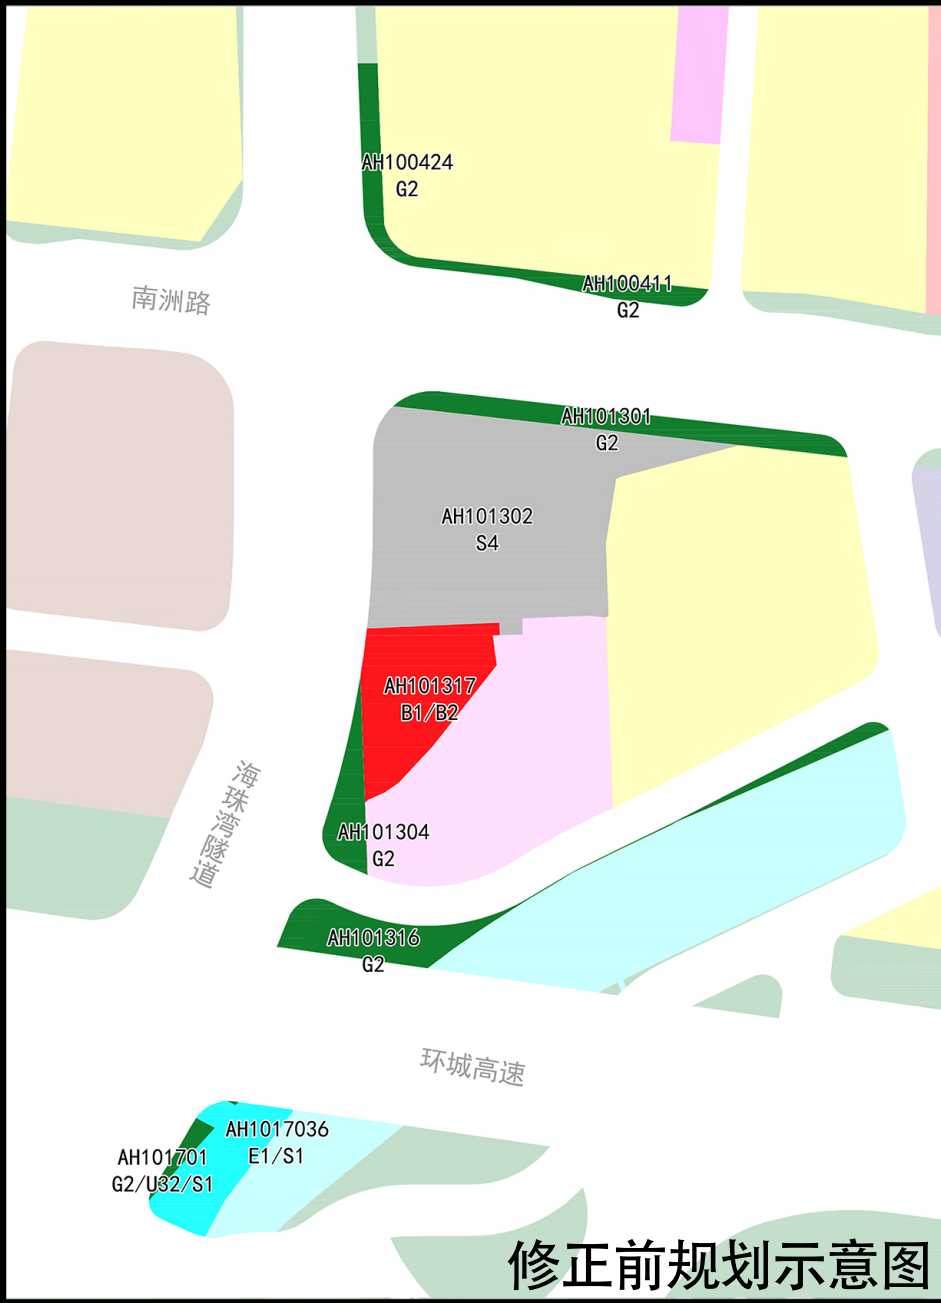 AH100424
G2
AH100411
G2
南洲路
AH101301
G2
AH101302
S4
AH101317
B1/B2
海珠湾隧道
AH101304
G2
AH101316
G2
环城高速
AH1017036
E1/S1
AH101701
G2/U32/S1
修正前规划示意图